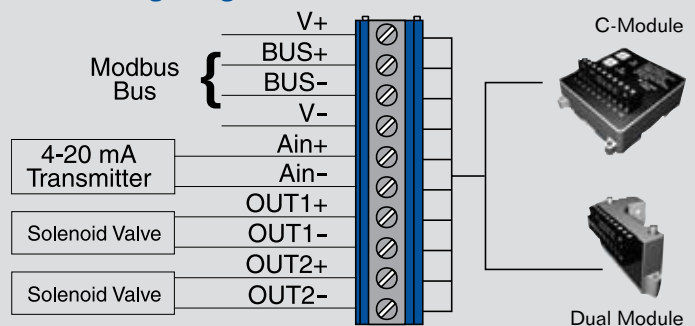 V+
BUS+
Modbus
Bus
BUS-
V-
4-20 mA
Transmitter
Ain+
Ain-
Solenoid Valve
OUT1+
OUT1-
Solenoid Valve
OUT2+
OUT2-
C-Module
Dual Module